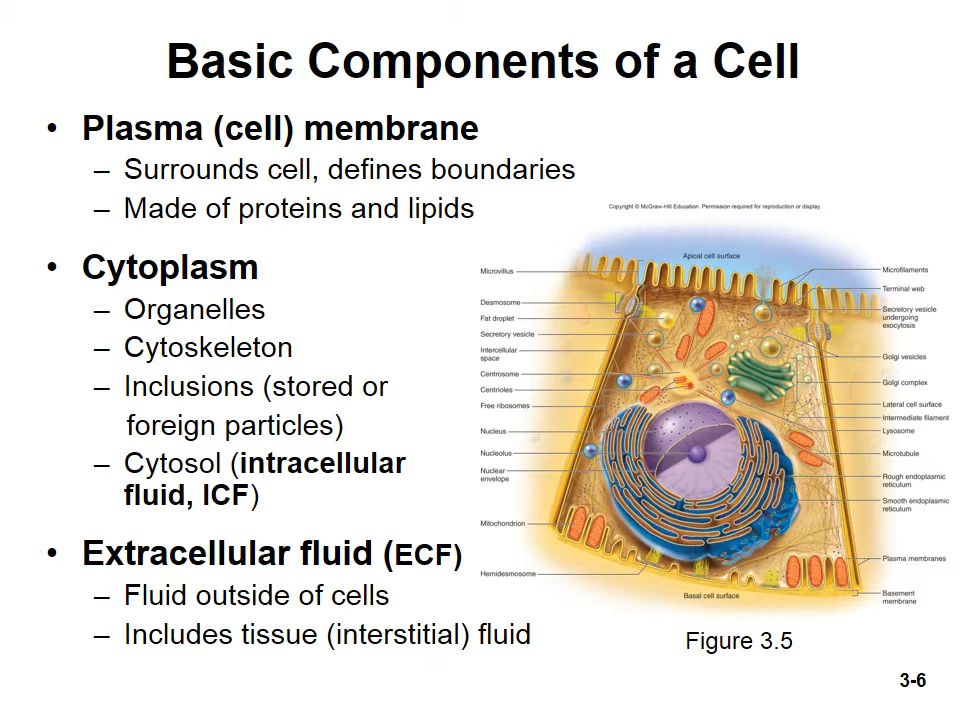 Basic Components of a Cell
• Plasma (cell) membrane
– Surrounds cell, defines boundaries
– Made of proteins and lipids
• Cytoplasm
– Organelles
– Cytoskeleton
– Inclusions (stored or
foreign particles)
– Cytosol (intracellular
fluid, ICF)
• Extracellular fluid (ECF)
– Fluid outside of cells
– Includes tissue (interstitial) fluid
Copyright © McGraw-Hill Education. Permission required for reproduction or display.
Apical cell surface
Microvillus
Desmosome
Fat droplet
Secretory vesicle
Intercellular
space
Centrosome
Centrioles
Free ribosomes
Nucleus
Nucleolus
Nuclear
envelope
Mitochondrion
Hemidesmosome
Microfilaments
Terminal web
Secretory vesicle
undergoing
exocytosis
Golgi vesicles
Golgi complex
Lateral cell surface
Intermediate filament
Lysosome
Microtubule
Rough endoplasmic
reticulum
Smooth endoplasmic
reticulum
Plasma membranes
Basement
membrane
Basal cell surface
Figure 3.5
3-6